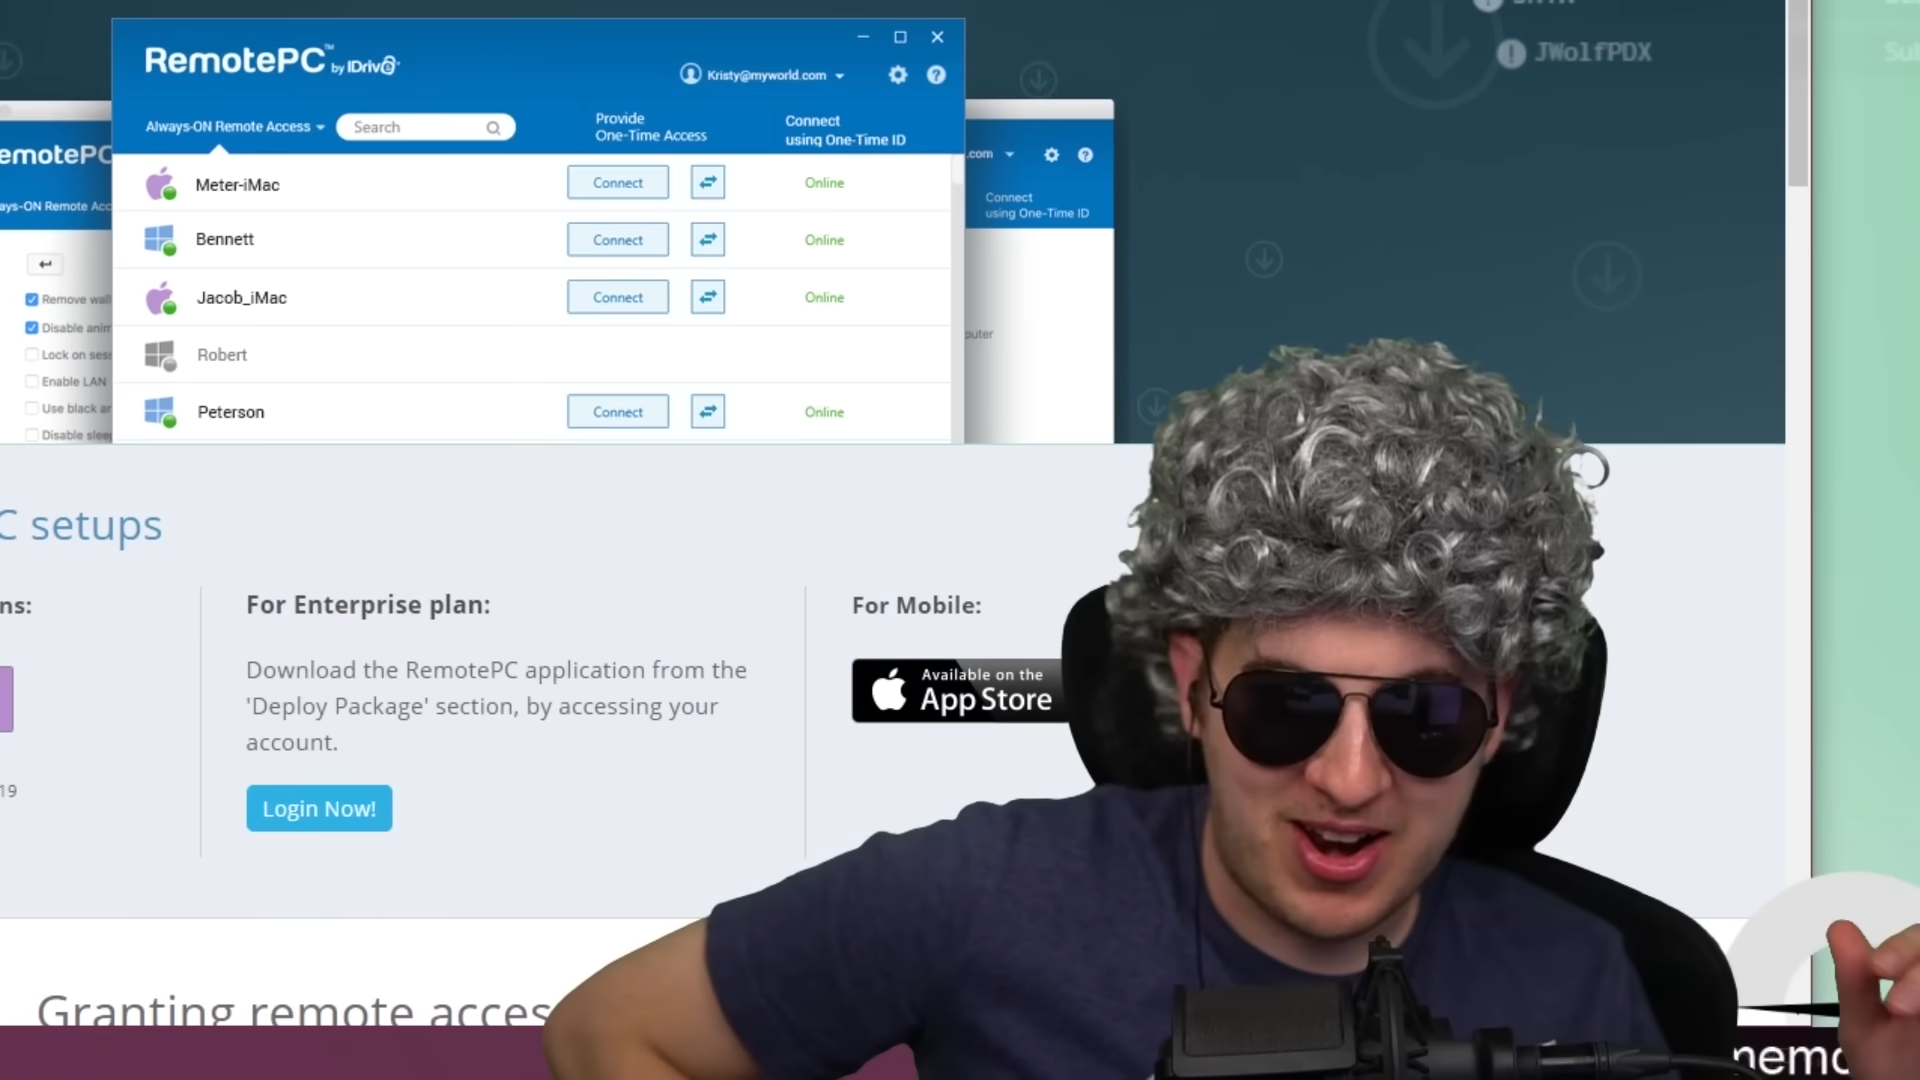 JWolfPDX
RemotePC™ by IDrive®
Kristy@myworld.com
Always-ON Remote Access
Search
Provide
One-Time Access
Connect
using One-Time ID
emotePC
.com
ays-ON Remote Acc
Connect
using One-Time ID
Meter-iMac Connect Online
Bennett Connect Online
Jacob_iMac Connect Online
Robert
Peterson Connect Online
Remove wall
Disable anim
Lock on sess
Enable LAN
Use black an
Disable sleep
puter
C setups
ns:
19
For Enterprise plan:
Download the RemotePC application from the
'Deploy Package' section, by accessing your
account.
Login Now!
For Mobile:
Available on the
App Store
Granting remote acces
nemo